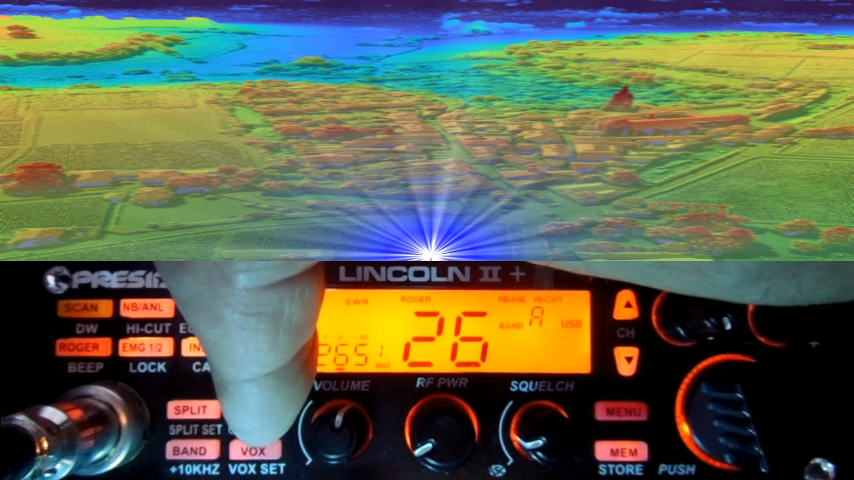 PRESI
LINCOLN II +
SCAN
NB/ANL
DW
HI-CUT
ROGER
EMG 1/2
BEEP
LOCK
CA
SPLIT
SPLIT SET
BAND
VOX
+10KHZ
VOX SET
SWR
ROGER
NB/ANL HI-CUT
26
BAND
A
USB
VOLUME
RF PWR
SQUELCH
CH
MENU
MEM
STORE
PUSH